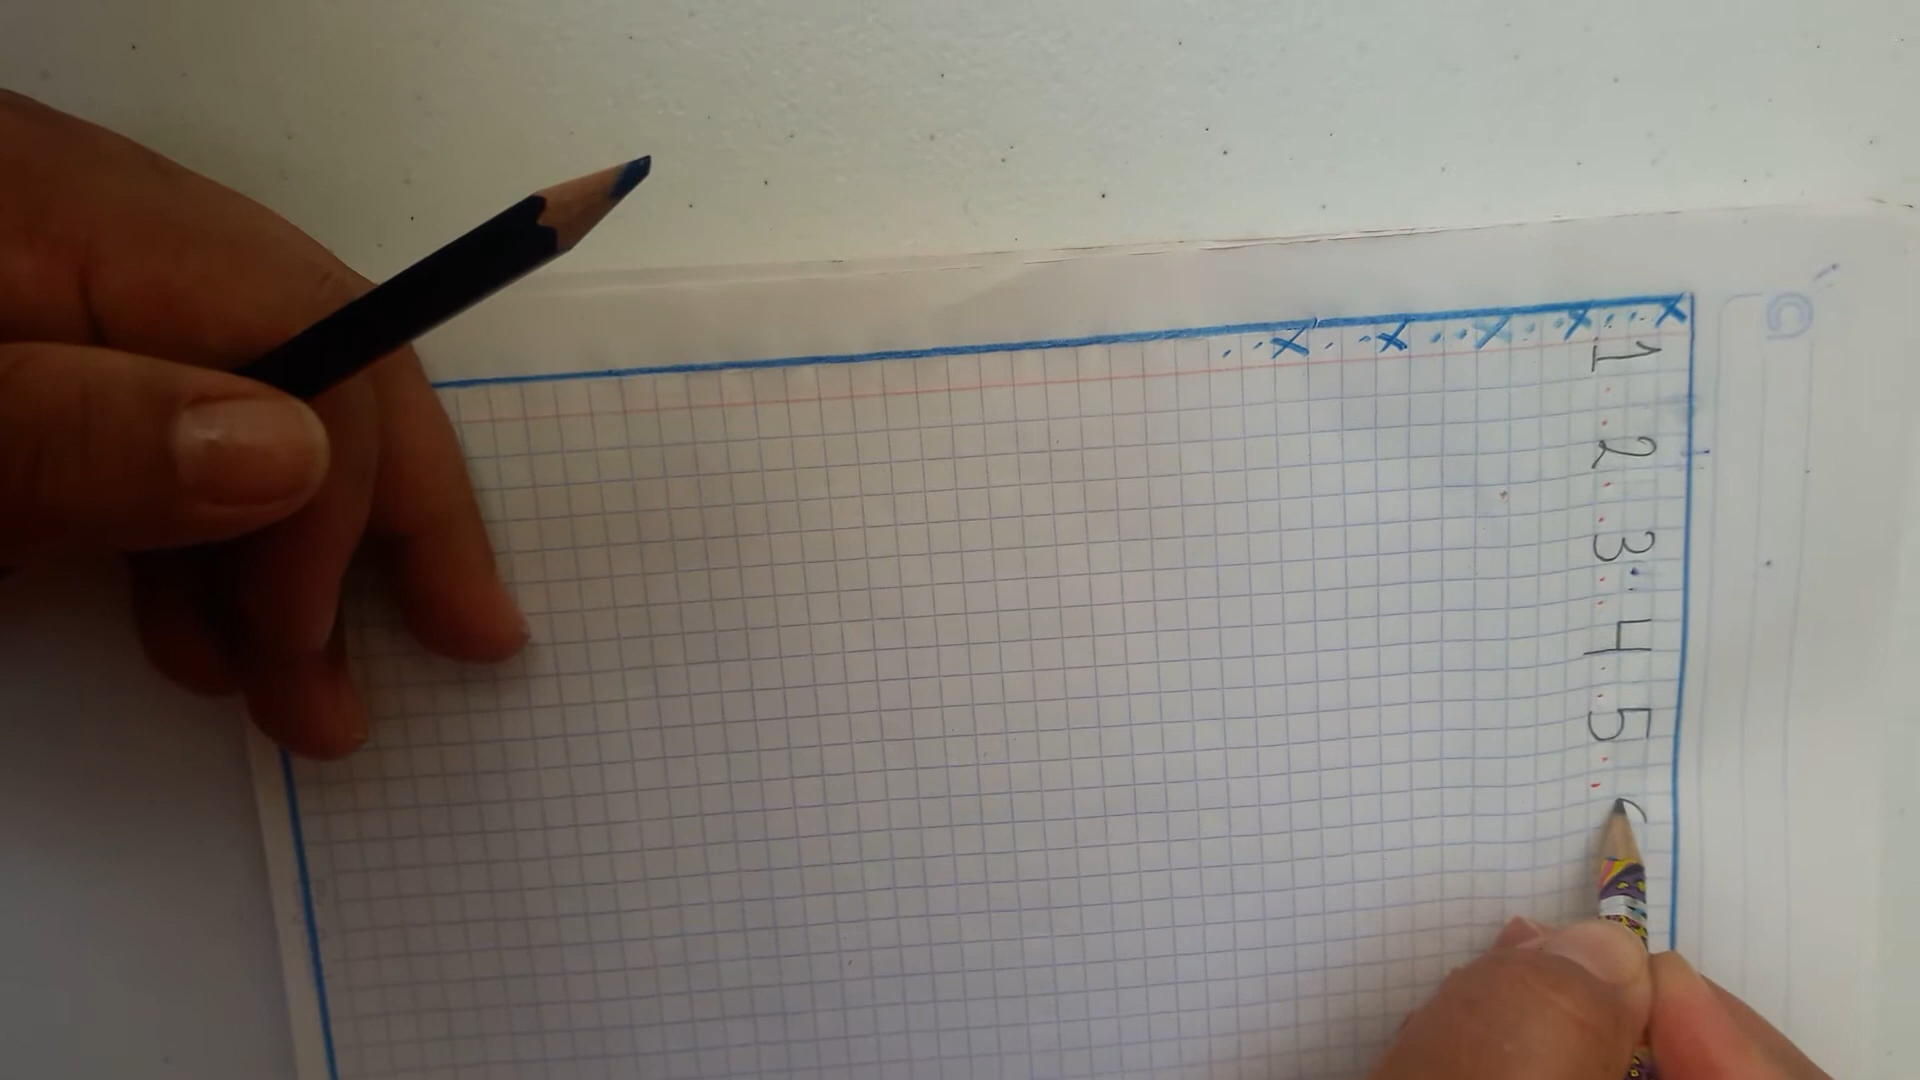 1 . . 2 . . 3 . . 4 . . 5 . .
x
x
x
x
x